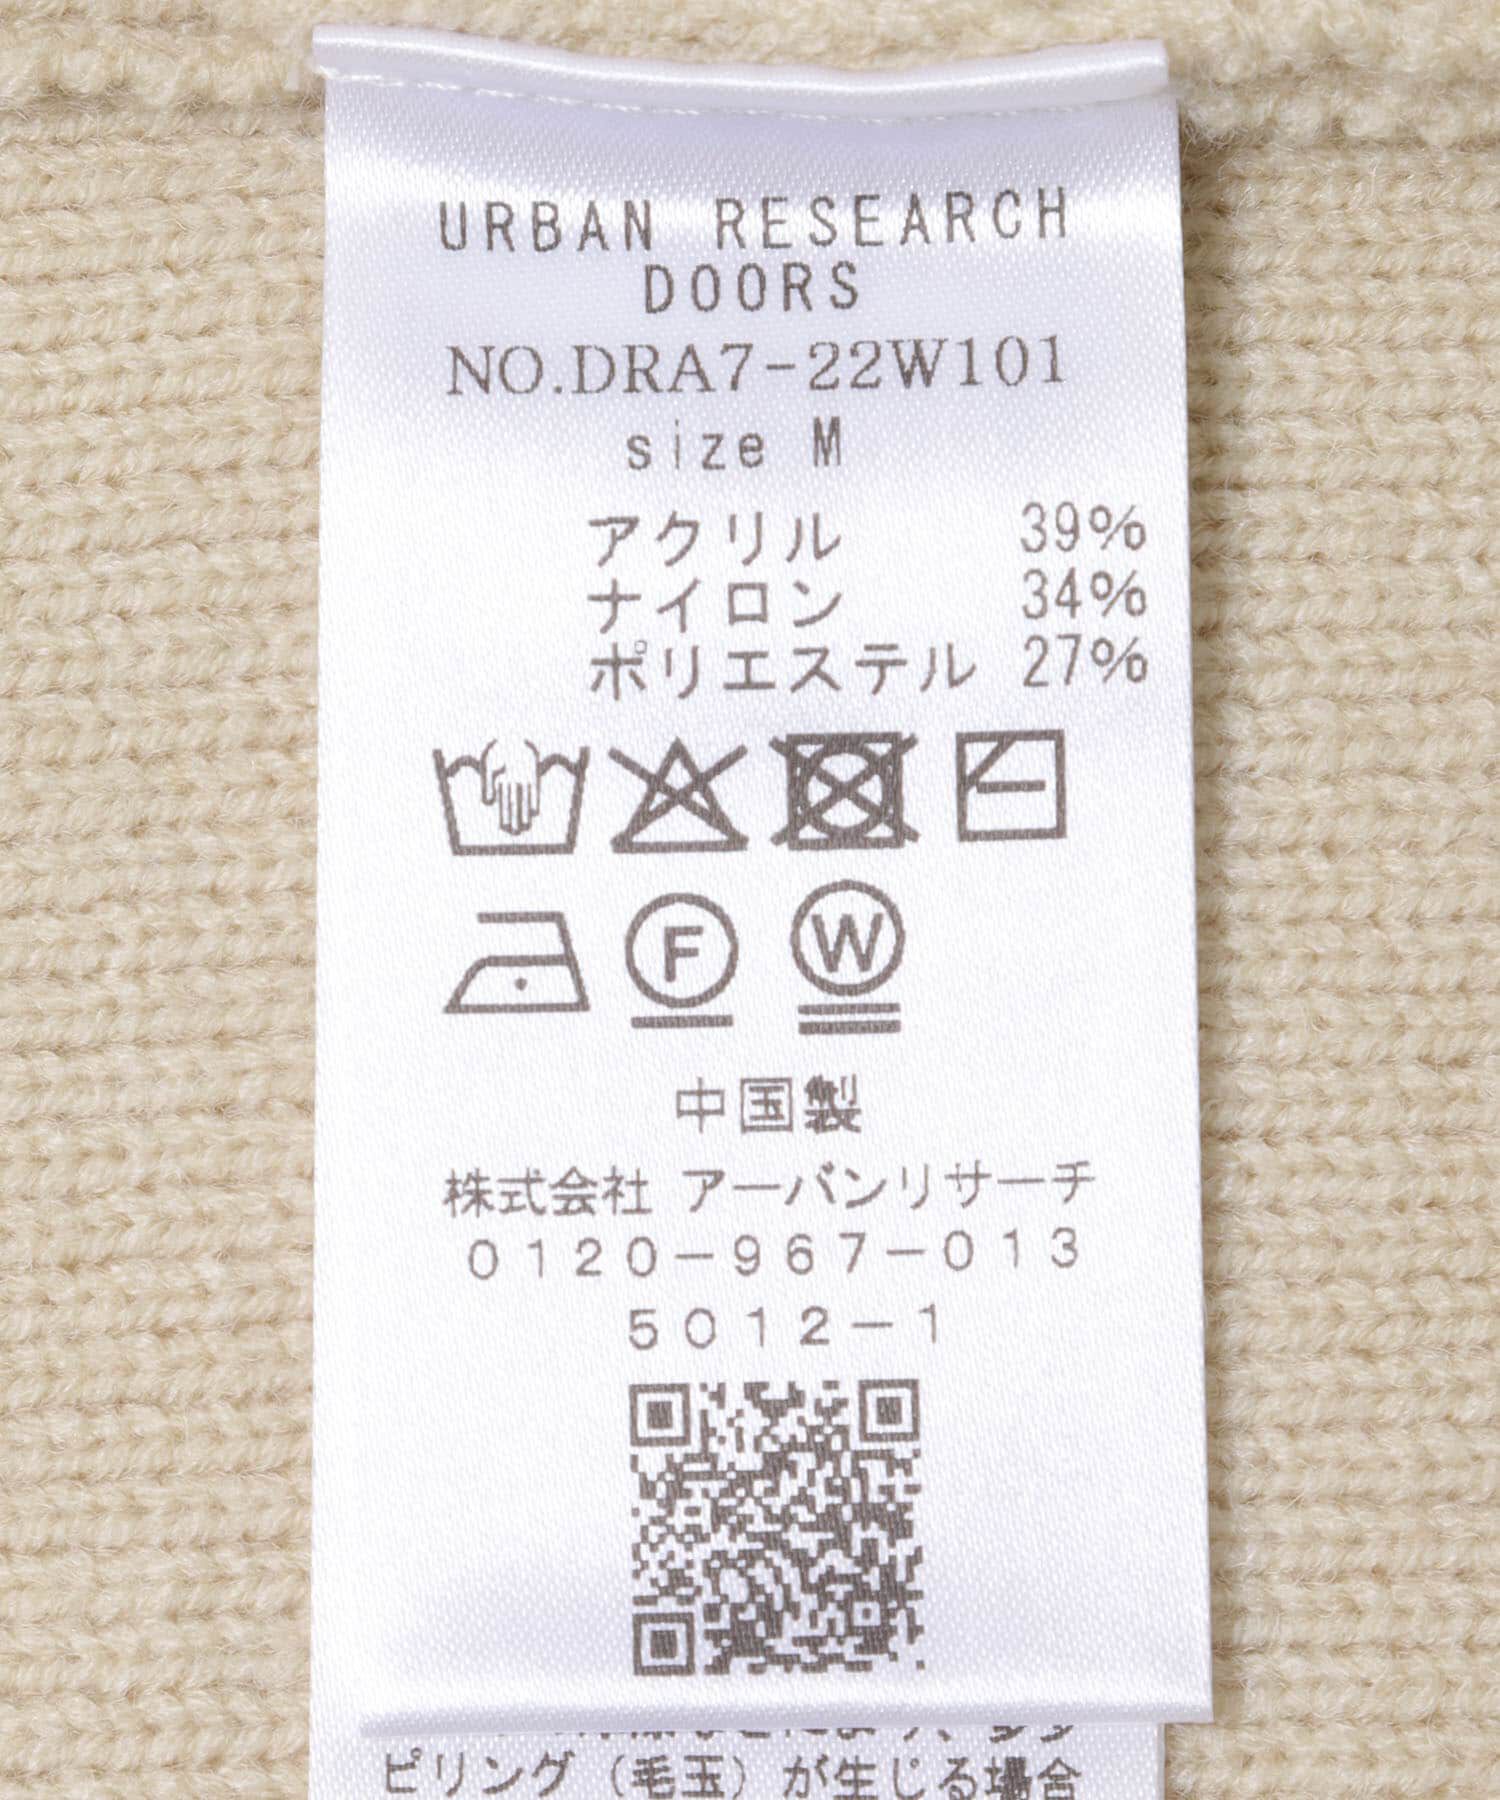 URBAN RESEARCH
DOORS
NO.DRA7-22W101
size M
アクリル 39%
ナイロン 34%
ポリエステル 27%
F W
中国製
株式会社 アーバンリサーチ
0120-967-013
5012-1
ピリング（毛玉）が生じる場合